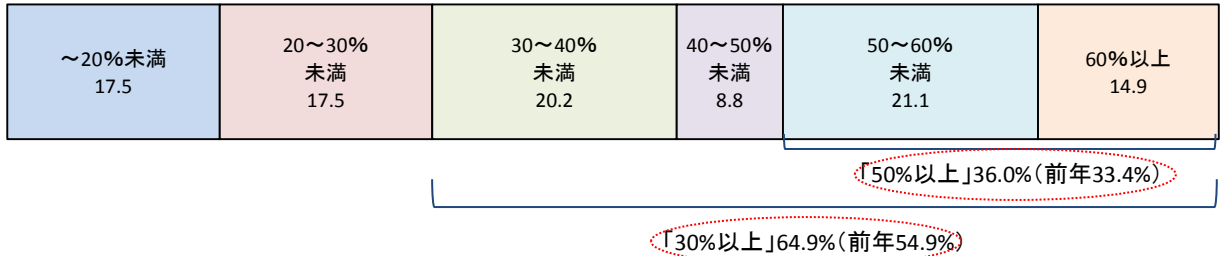 ～20%未満
17.5
20～30%
未満
17.5
30～40%
未満
20.2
40～50%
未満
8.8
50～60%
未満
21.1
60%以上
14.9
「50%以上」36.0%(前年33.4%)
「30%以上」64.9%(前年54.9%)